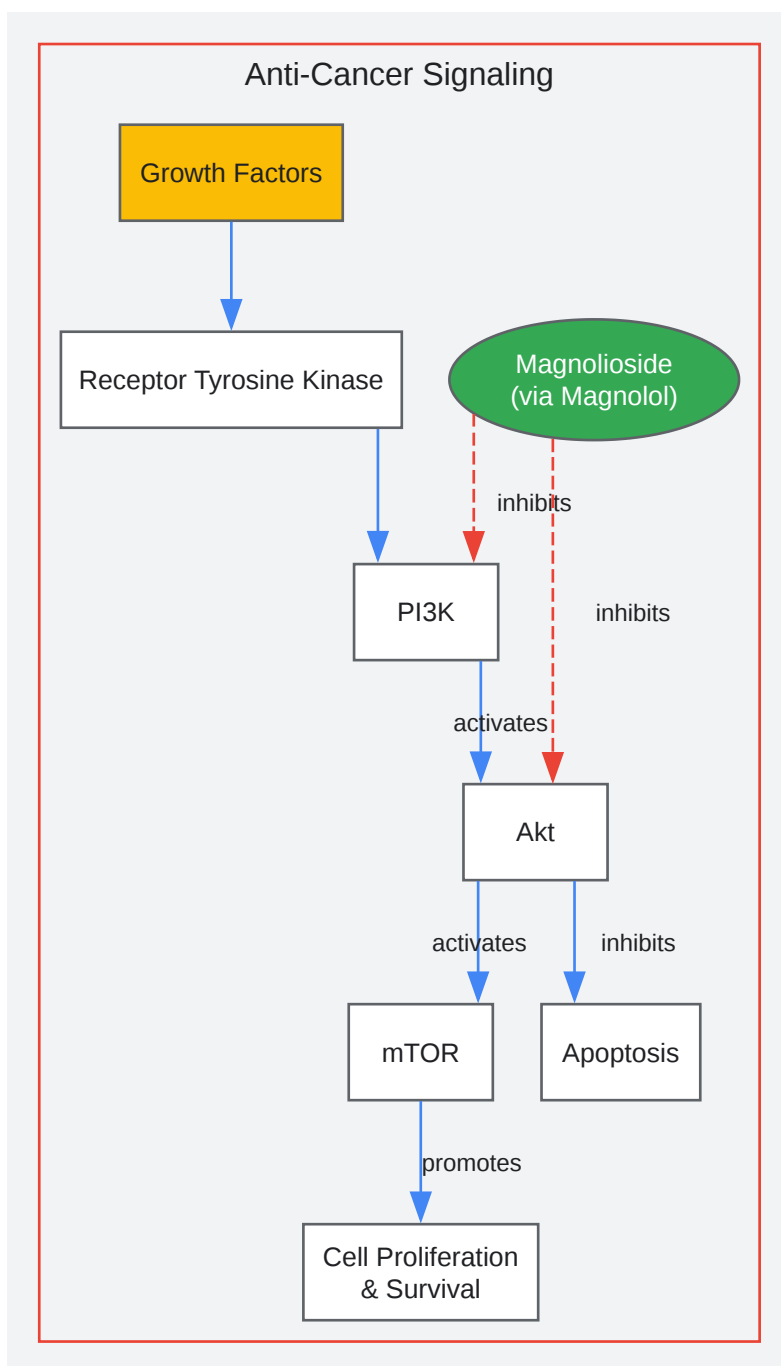 Anti-Cancer Signaling
Growth Factors
Receptor Tyrosine Kinase
Magnolioside
(via Magnolol)
inhibits
PI3K
inhibits
activates
Akt
activates
inhibits
mTOR
Apoptosis
promotes
Cell Proliferation
& Survival